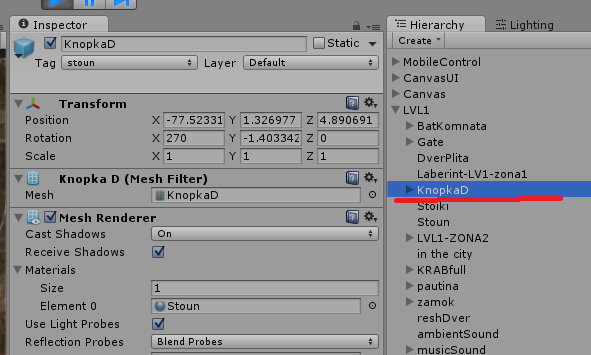 Inspector
KnopkaD
Static
Tag stoun Layer Default
Transform
Position X -77.52331 Y 1.326977 Z 4.890691
Rotation X 270 Y -1.403342 Z 0
Scale X 1 Y 1 Z 1
Knopka D (Mesh Filter)
Mesh KnopkaD
Mesh Renderer
Cast Shadows On
Receive Shadows
Materials
Size 1
Element 0 Stoun
Use Light Probes
Reflection Probes Blend Probes
Hierarchy Lighting
Create
MobileControl
CanvasUI
Canvas
LVL1
BatKomnata
Gate
DverPlita
Laberint-LV1-zona1
KnopkaD
Stoiki
Stoun
LVL1-ZONA2
in the city
KRABfull
pautina
zamok
reshDver
ambientSound
musicSound